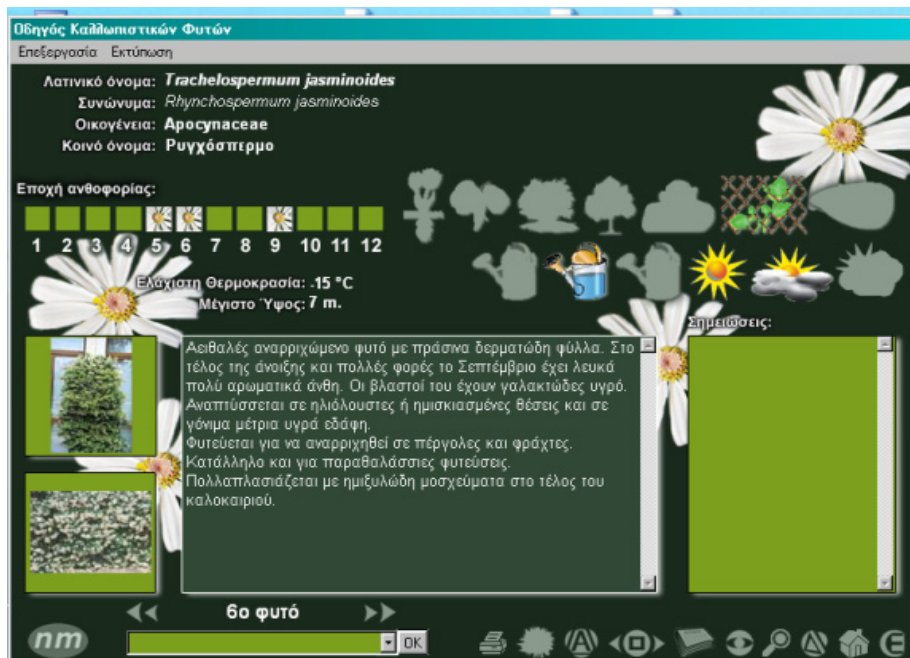 Οδηγός Καλλωπιστικών Φυτών
Επεξεργασία Εκτύπωση
Λατινικό όνομα: Trachelospermum jasminoides
Συνώνυμα: Rhynchospermum jasminoides
Οικογένεια: Apocynaceae
Κοινό όνομα: Ρυγχόσπερμο
Εποχή ανθοφορίας:
1 2 3 4 5 6 7 8 9 10 11 12
Ελάχιστη Θερμοκρασία: -15 °C
Μέγιστο Ύψος: 7 m.
Σημειώσεις:
Αειθαλές αναρριχώμενο φυτό με πράσινα δερματώδη φύλλα. Στο
τέλος της άνοιξης και πολλές φορές το Σεπτέμβριο έχει λευκά
πολύ αρωματικά άνθη. Οι βλαστοί του έχουν γαλακτώδες υγρό.
Αναπτύσσεται σε ηλιόλουστες ή ημισκιασμένες θέσεις και σε
γόνιμα μέτρια υγρά εδάφη.
Φυτεύεται για να αναρριχηθεί σε πέργολες και φράχτες.
Κατάλληλο και για παραθαλάσσιες φυτεύσεις.
Πολλαπλασιάζεται με ημιξυλώδη μοσχεύματα στο τέλος του
καλοκαιριού.
6ο φυτό
nm
OK